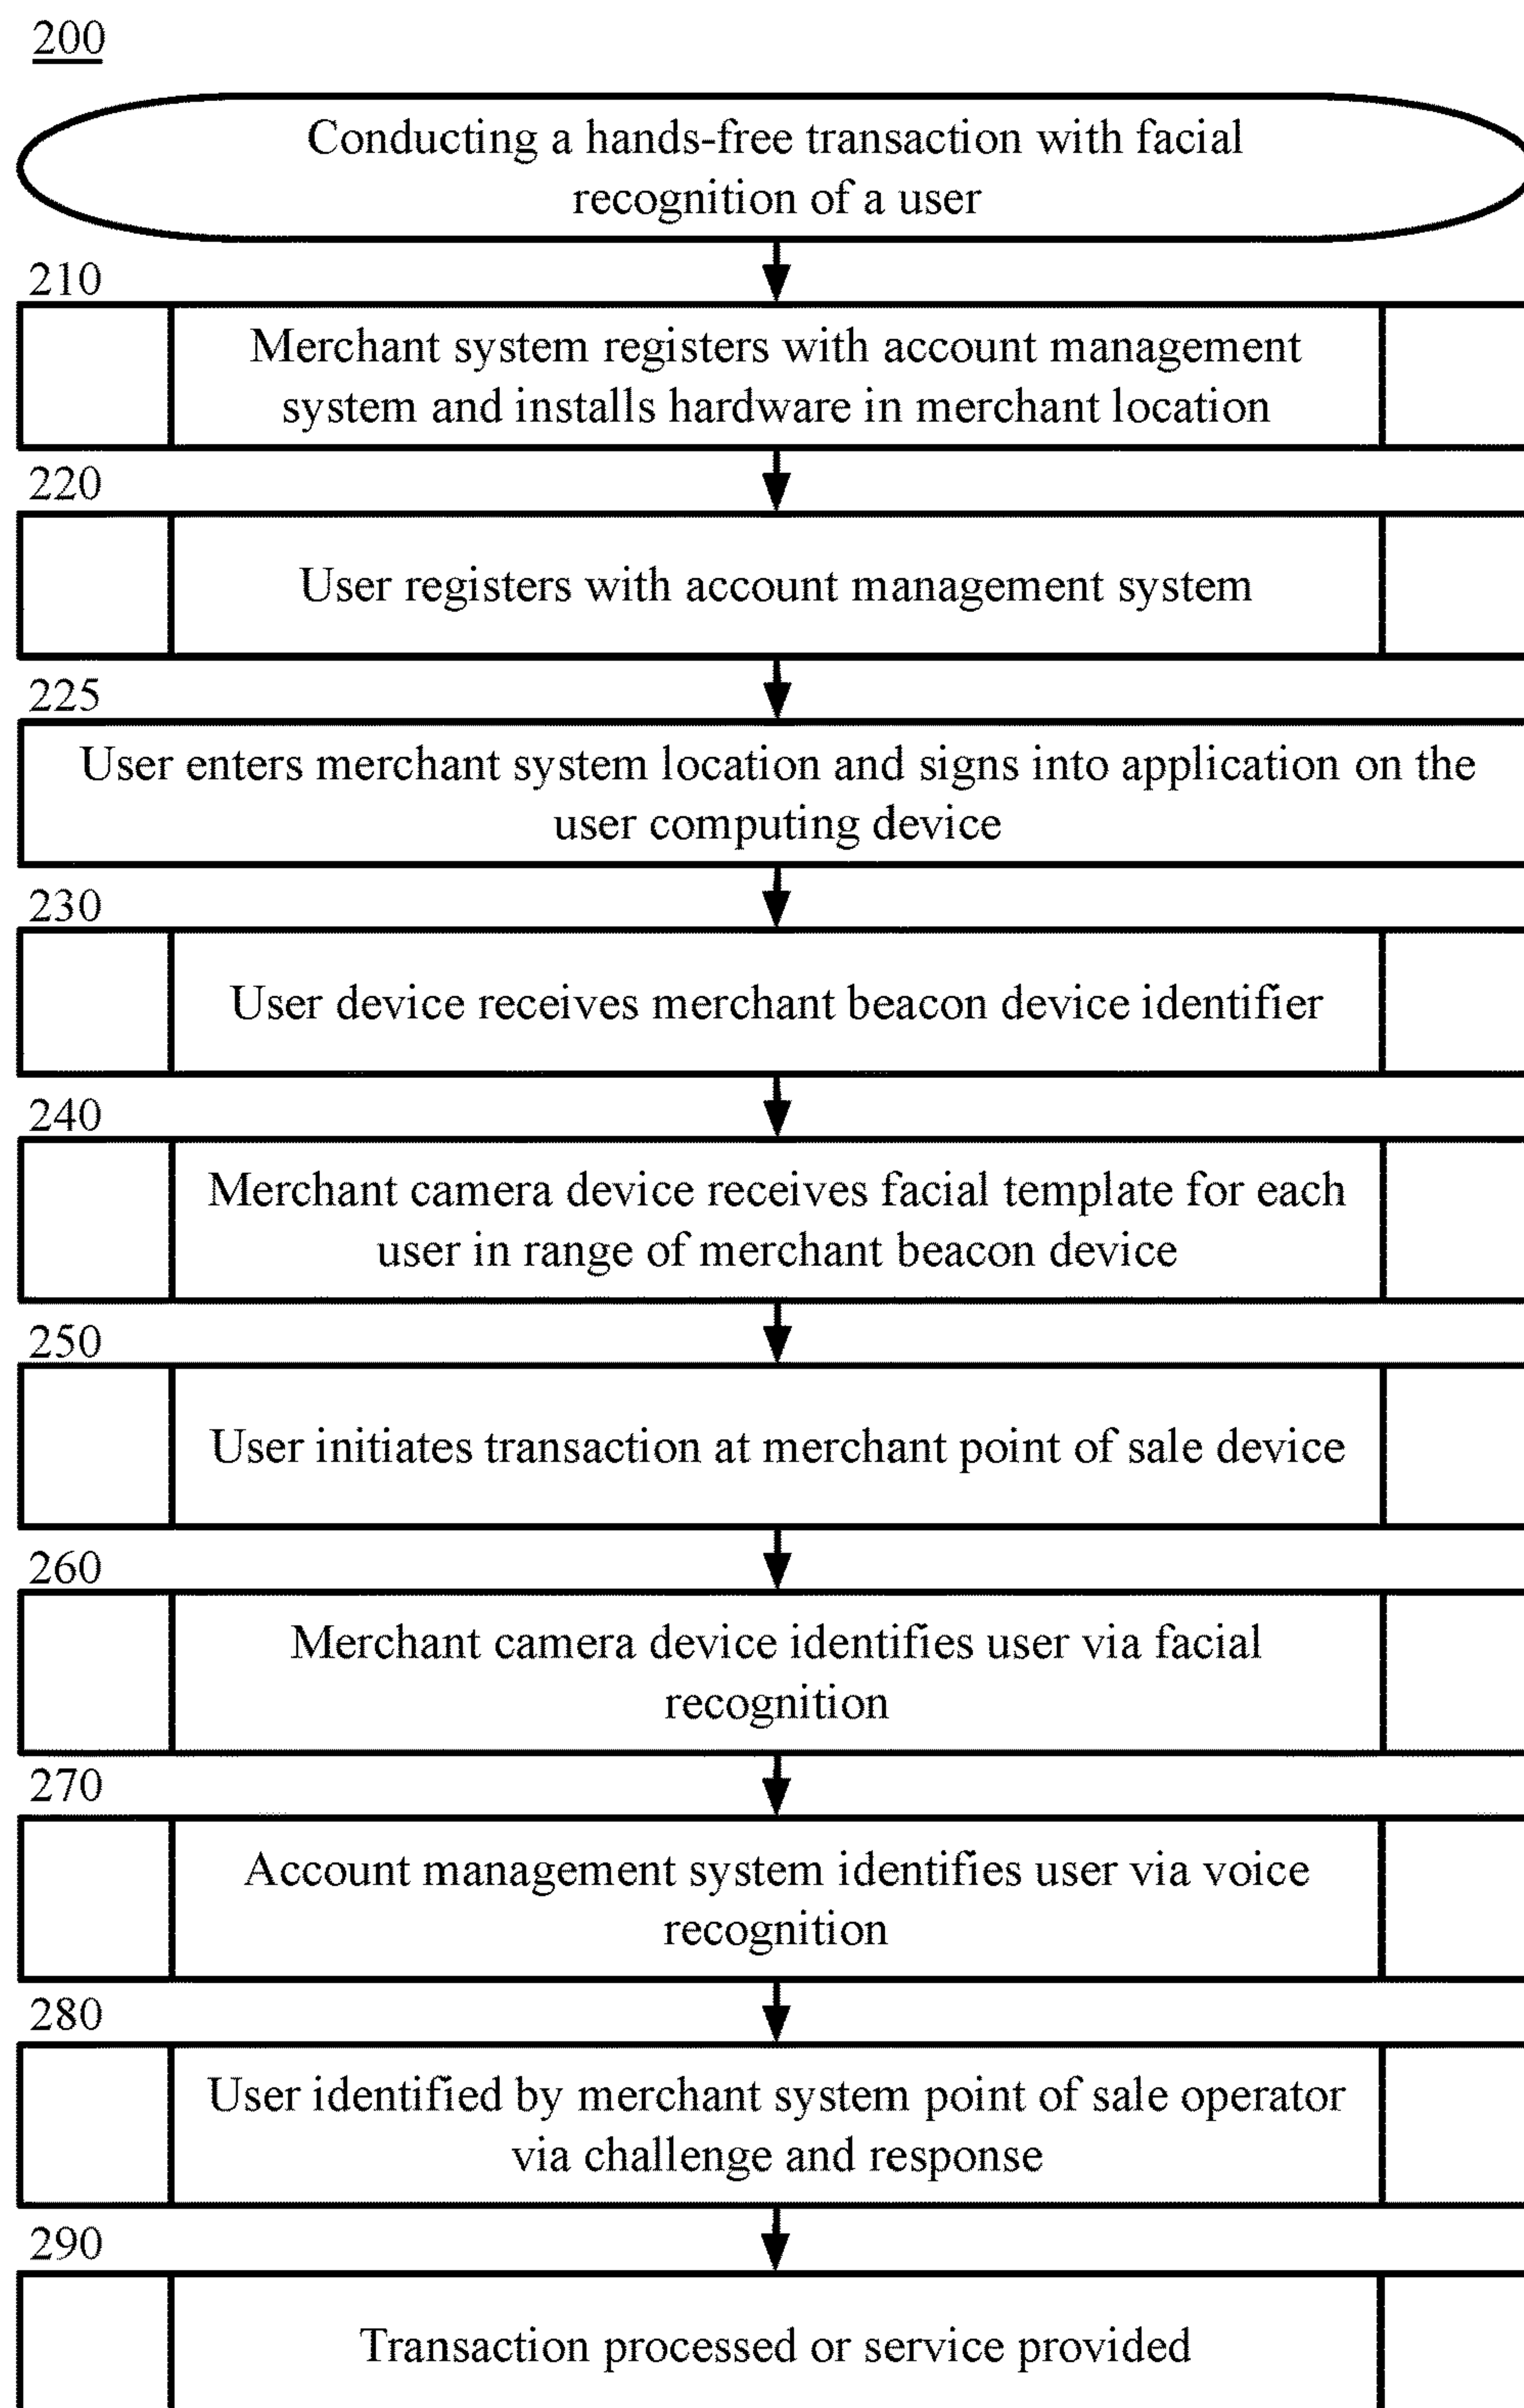 200
Conducting a hands-free transaction with facial
recognition of a user
210
Merchant system registers with account management
system and installs hardware in merchant location
220
User registers with account management system
225
User enters merchant system location and signs into application on the
user computing device
230
User device receives merchant beacon device identifier
240
Merchant camera device receives facial template for each
user in range of merchant beacon device
250
User initiates transaction at merchant point of sale device
260
Merchant camera device identifies user via facial
recognition
270
Account management system identifies user via voice
recognition
280
User identified by merchant system point of sale operator
via challenge and response
290
Transaction processed or service provided